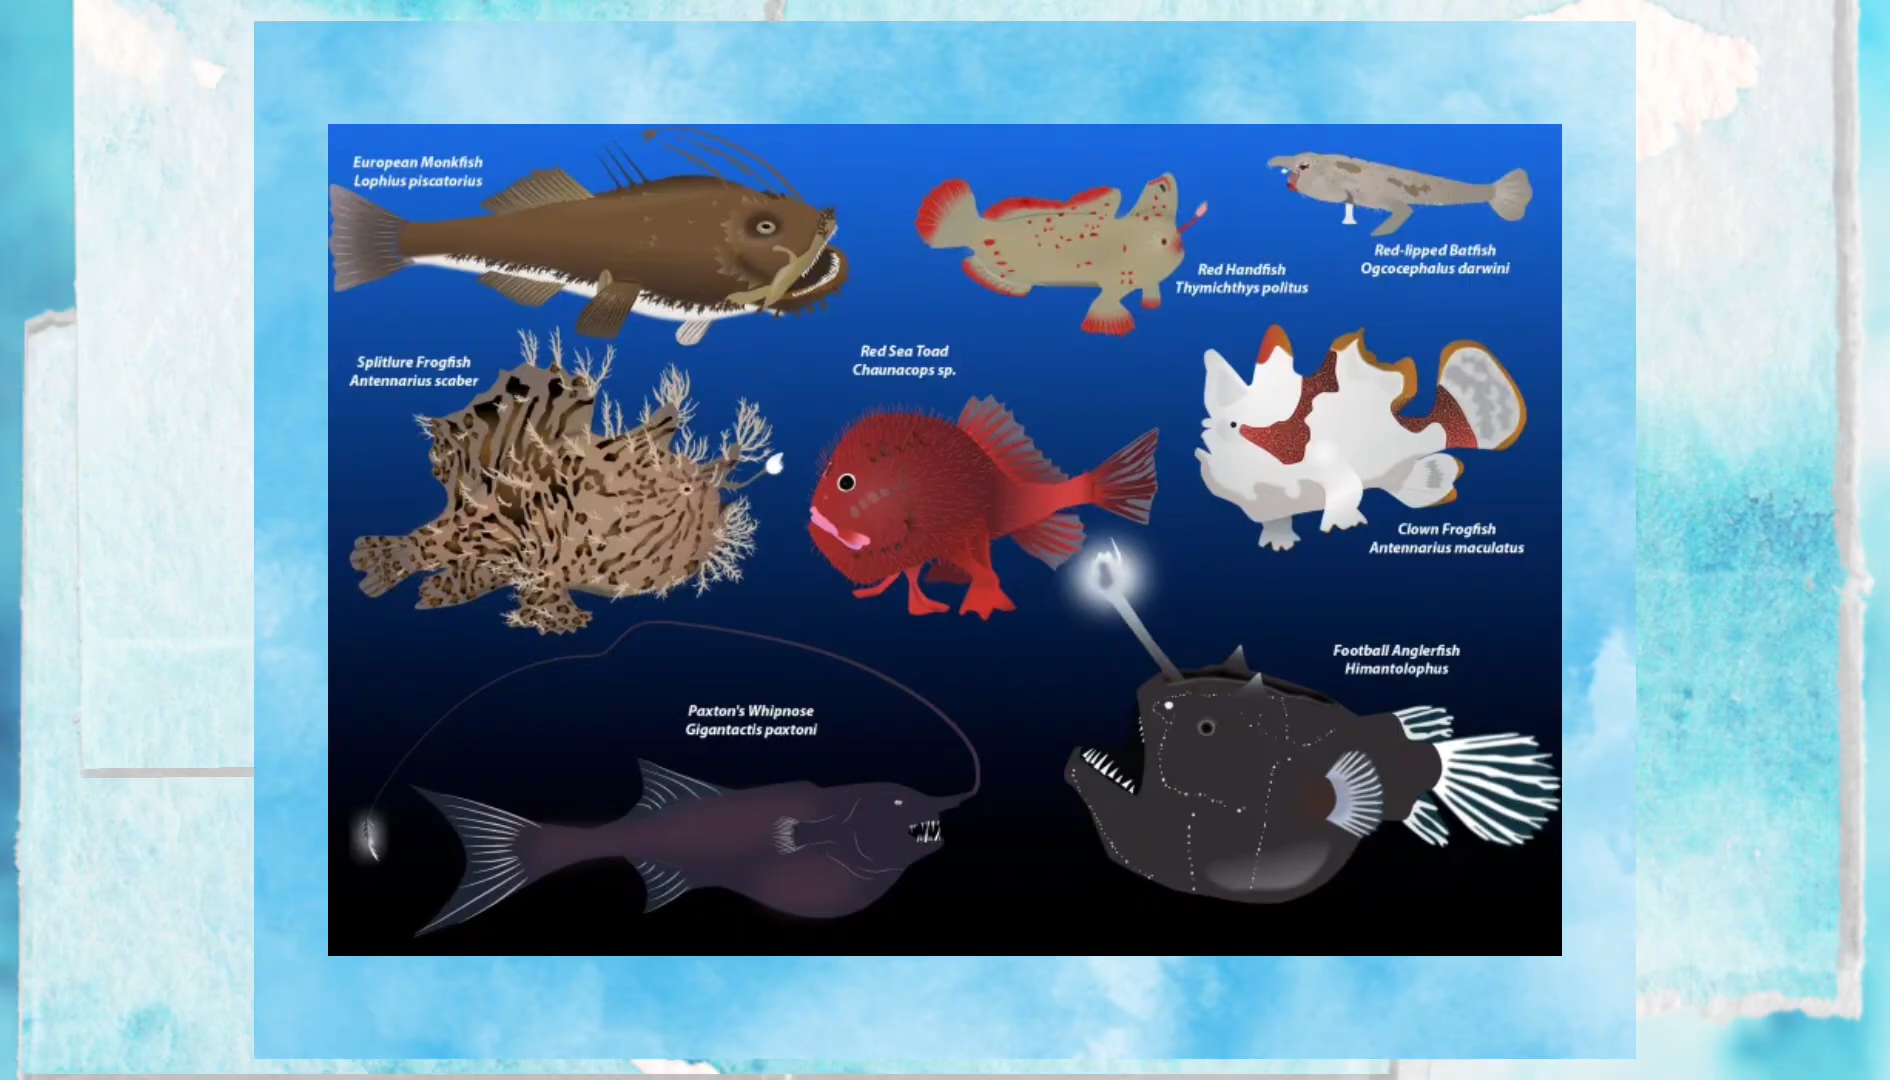 European Monkfish
Lophius piscatorius
Red-lipped Batfish
Ogcocephalus darwini
Red Handfish
Thymichthys politus
Splitlure Frogfish
Antennarius scaber
Red Sea Toad
Chaunacops sp.
Clown Frogfish
Antennarius maculatus
Football Anglerfish
Himantolophus
Paxton's Whipnose
Gigantactis paxtoni